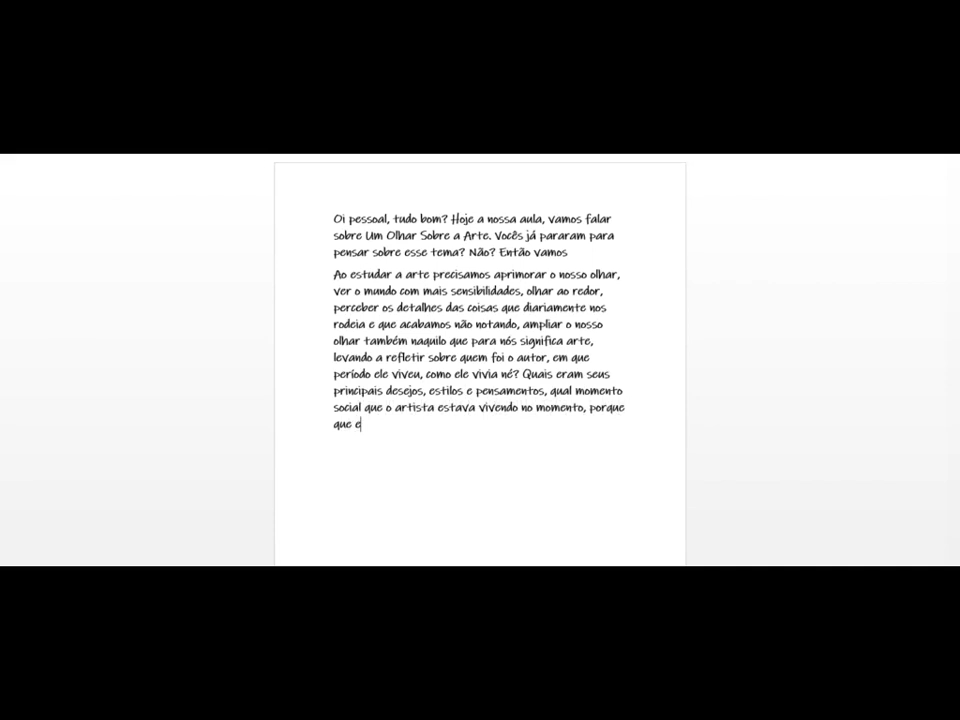 Oi pessoal, tudo bom? Hoje a nossa aula, vamos falar
sobre Um Olhar Sobre a Arte. Vocês já pararam para
pensar sobre esse tema? Não? Então vamos
Ao estudar a arte precisamos aprimorar o nosso olhar,
ver o mundo com mais sensibilidades, olhar ao redor,
perceber os detalhes das coisas que diariamente nos
rodeia e que acabamos não notando, ampliar o nosso
olhar também naquilo que para nós significa arte,
levando a refletir sobre quem foi o autor, em que
período ele viveu, como ele vivia né? Quais eram seus
principais desejos, estilos e pensamentos, qual momento
social que o artista estava vivendo no momento, porque
que e